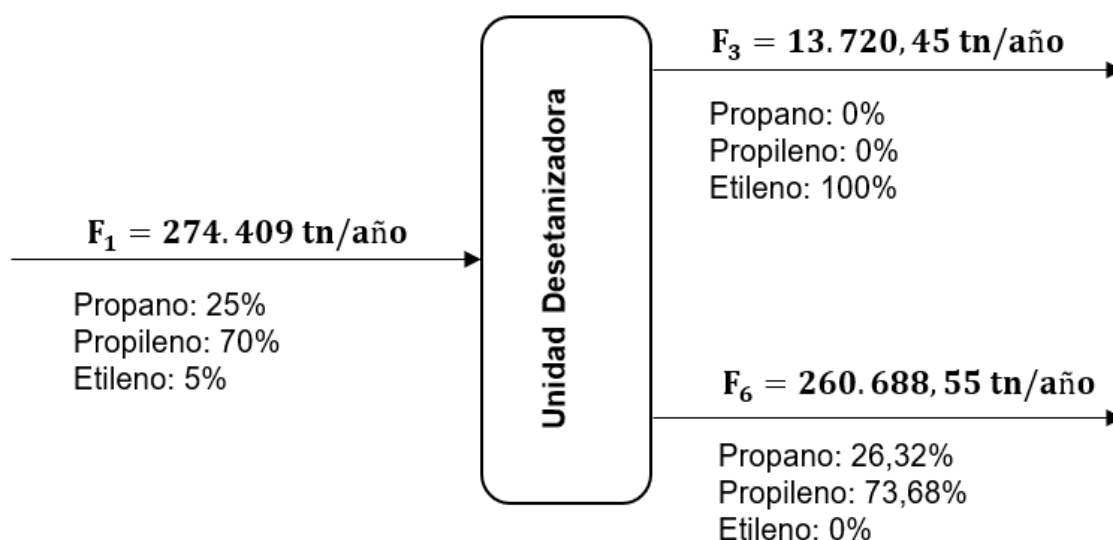 F₁ = 274.409 tn/año
Propano: 25%
Propileno: 70%
Etileno: 5%
Unidad Desetanizadora
F₃ = 13.720,45 tn/año
Propano: 0%
Propileno: 0%
Etileno: 100%
F₆ = 260.688,55 tn/año
Propano: 26,32%
Propileno: 73,68%
Etileno: 0%